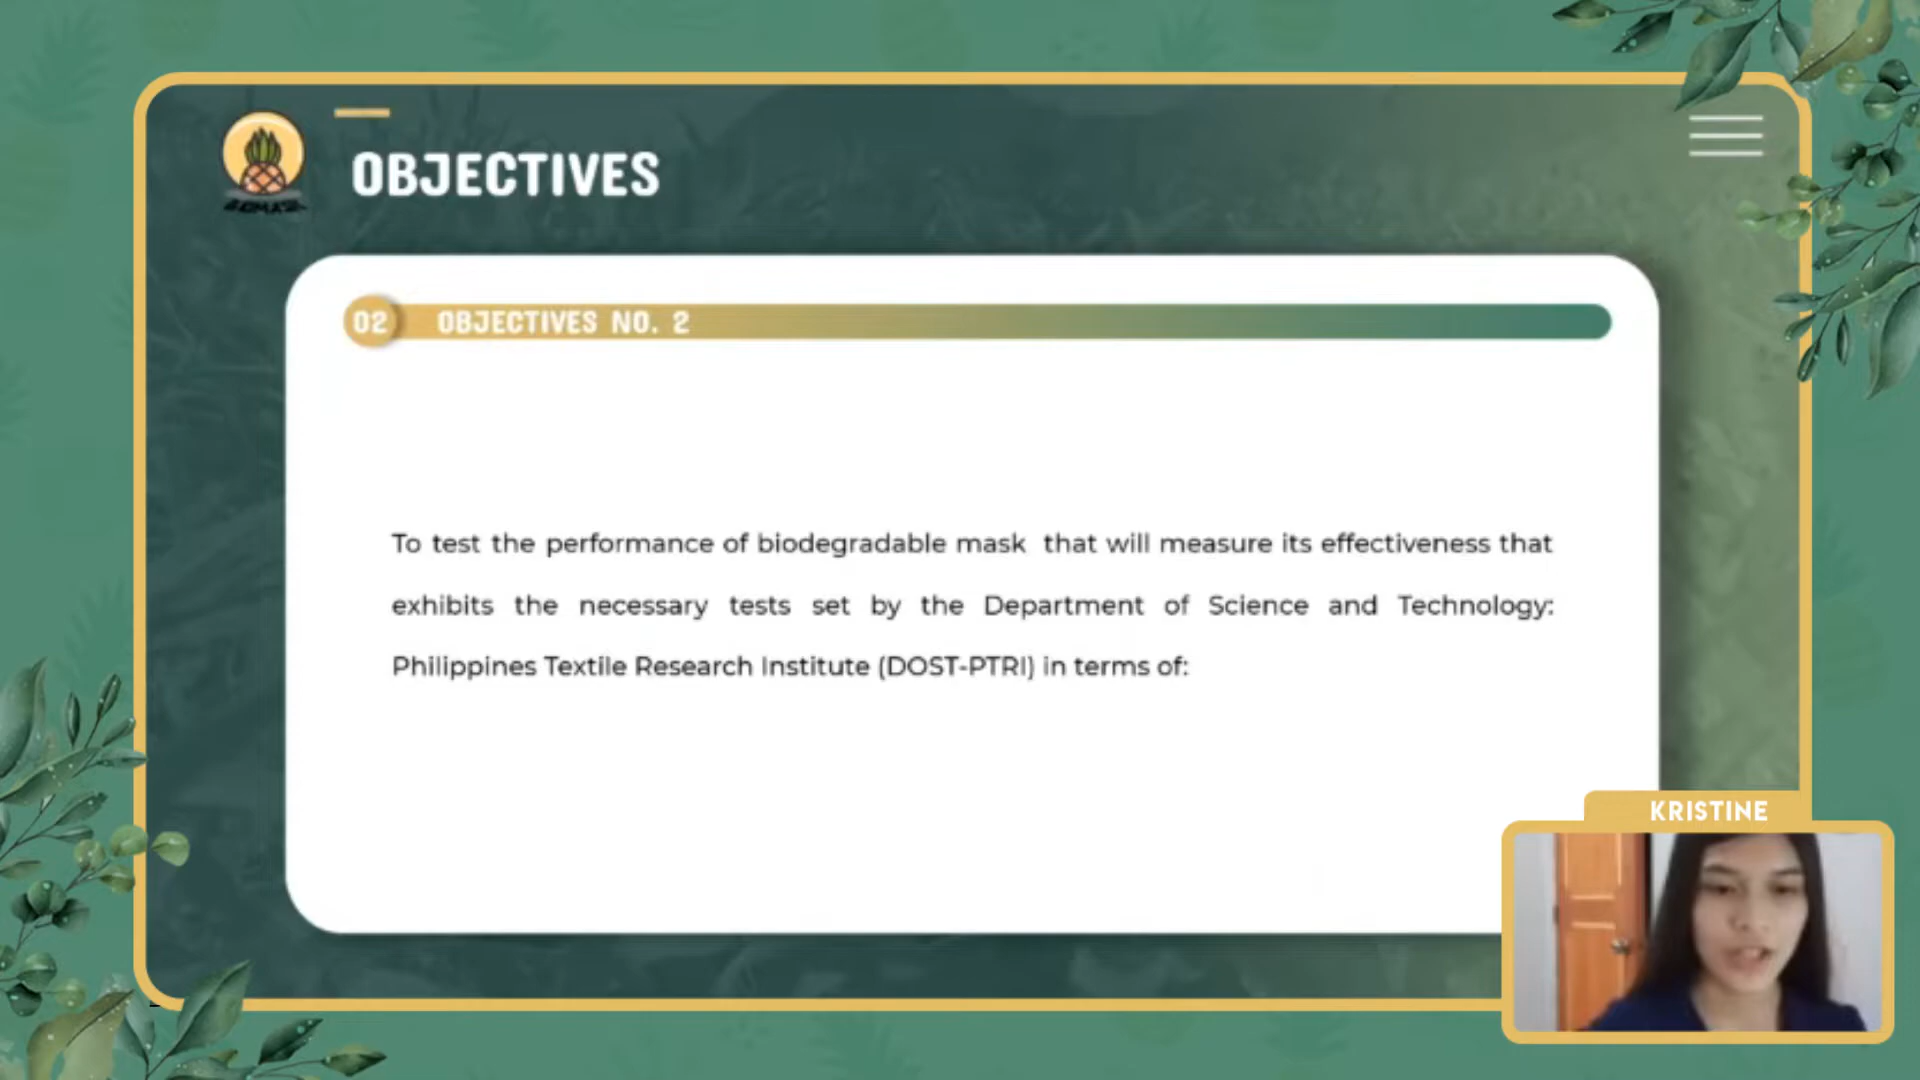 OBJECTIVES
02 OBJECTIVES NO. 2
To test the performance of biodegradable mask that will measure its effectiveness that
exhibits the necessary tests set by the Department of Science and Technology:
Philippines Textile Research Institute (DOST-PTRI) in terms of:
KRISTINE